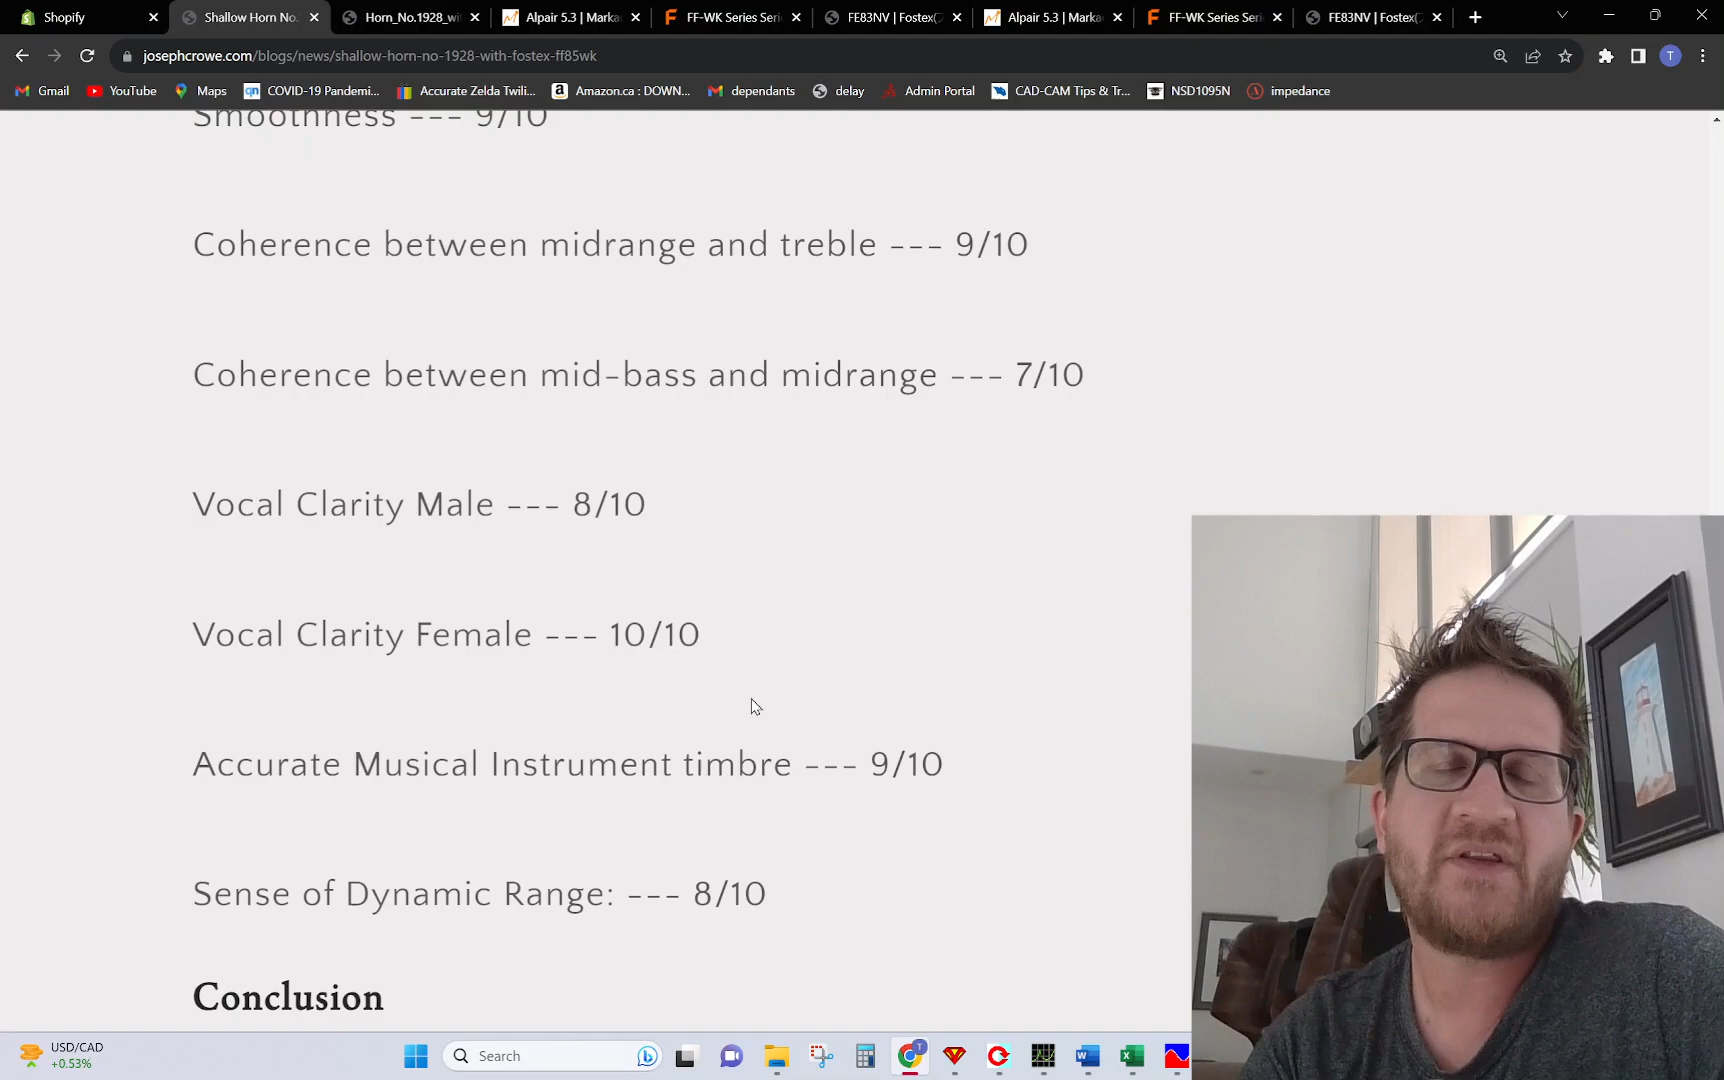 Shopify
Shallow Horn No.
Horn_No.1928_wi
Alpair 5.3 | Marka
FF-WK Series Seri
FE83NV | Fostex(
Alpair 5.3 | Marka
FF-WK Series Seri
FE83NV | Fostex(
josephcrowe.com/blogs/news/shallow-horn-no-1928-with-fostex-ff85wk
T
Gmail
YouTube
Maps
COVID-19 Pandemi...
Accurate Zelda Twili...
Amazon.ca : DOWN...
dependants
delay
Admin Portal
CAD-CAM Tips & Tr...
NSD1095N
impedance
Smoothness --- 9/10
Coherence between midrange and treble --- 9/10
Coherence between mid-bass and midrange --- 7/10
Vocal Clarity Male --- 8/10
Vocal Clarity Female --- 10/10
Accurate Musical Instrument timbre --- 9/10
Sense of Dynamic Range: --- 8/10
Conclusion
USD/CAD
+0.53%
Search